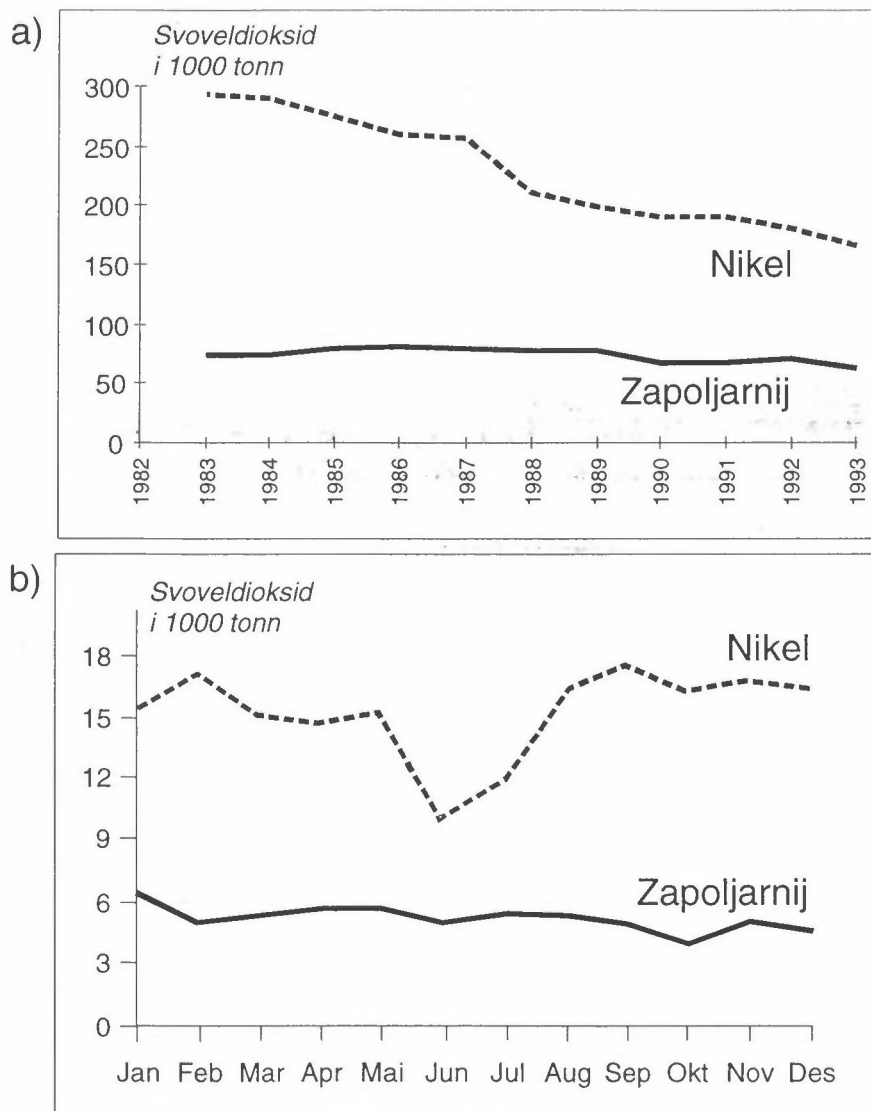 a)
Svoveldioksid
i 1000 tonn
300
250
200
150
100
50
0
Nikel
Zapoljarnij
1982
1983
1984
1985
1986
1987
1988
1989
1990
1991
1992
1993
b)
Svoveldioksid
i 1000 tonn
18
15
12
9
6
3
0
Nikel
Zapoljarnij
Jan Feb Mar Apr Mai Jun Jul Aug Sep Okt Nov Des